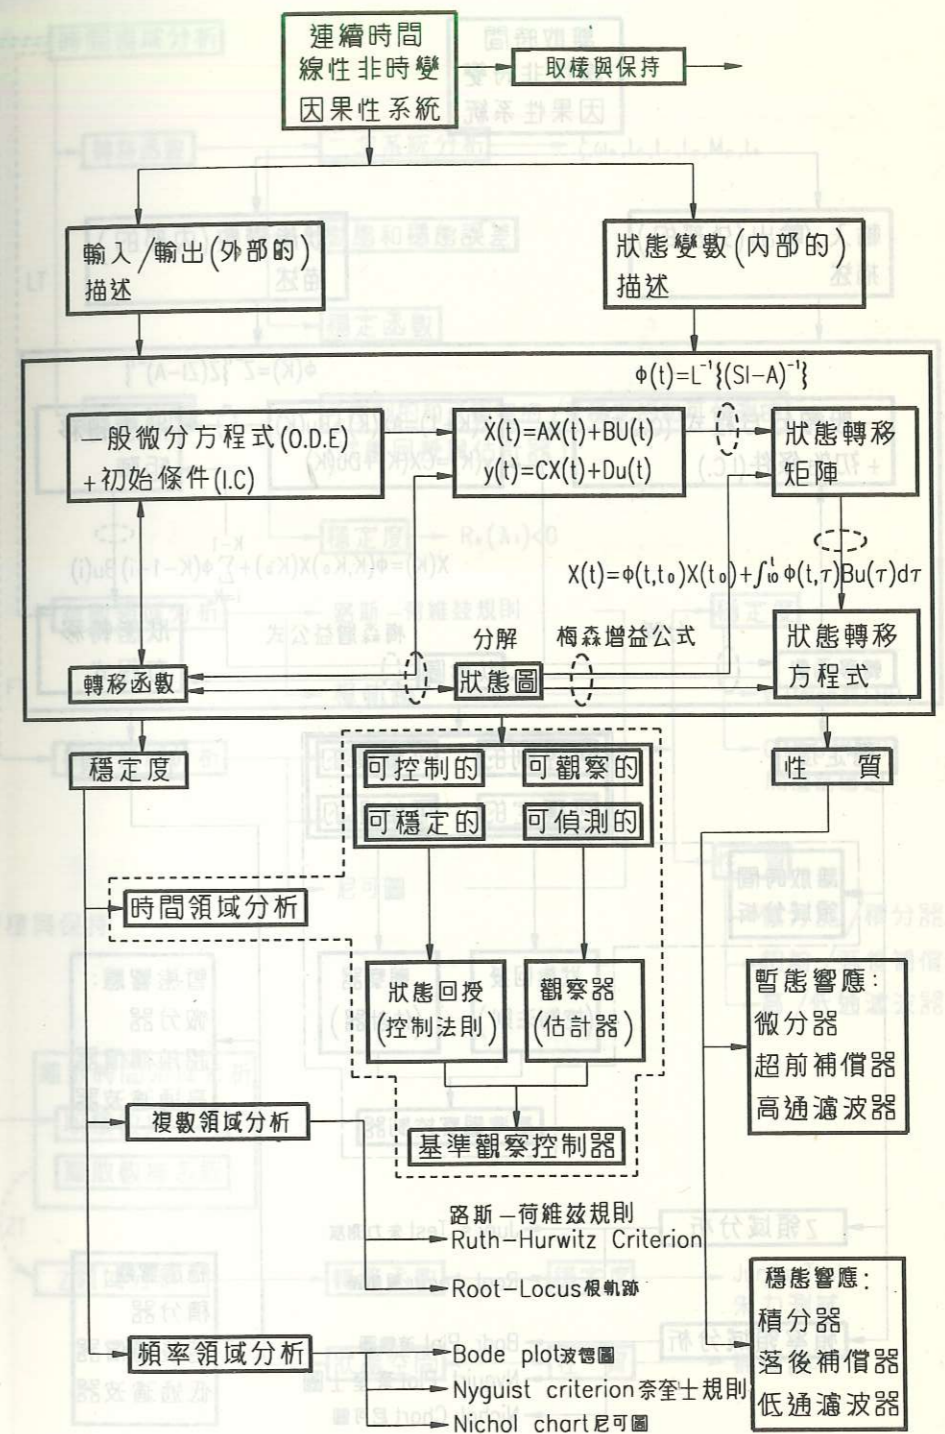 連續時間
線性非時變
因果性系統
取樣與保持
輸入/輸出(外部的)
描述
狀態變數(内部的)
描述
ϕ(t)=L⁻¹{(SI-A)⁻¹}
一般微分方程式(O.D.E)
+初始條件(I.C)
X(t)=AX(t)+BU(t)
y(t)=CX(t)+Du(t)
狀態轉移
矩陣
X(t)=ϕ(t,t₀)X(t₀)+∫ᵗt0 ϕ(t,τ)Bu(τ)dτ
分解
梅森增益公式
轉移函數
狀態圖
狀態轉移
方程式
穩定度
可控制的
可觀察的
可穩定的
可偵測的
性 質
時間領域分析
狀態回授
(控制法則)
觀察器
(估計器)
暫態響應:
微分器
超前補償器
高通濾波器
複數領域分析
基準觀察控制器
路斯-荷維玆規則
Ruth-Hurwitz Criterion
Root-Locus根軌跡
頻率領域分析
Bode plot波德圖
Nyguist criterion奈奎士規則
Nichol chart尼可圖
穩態響應:
積分器
落後補償器
低通濾波器